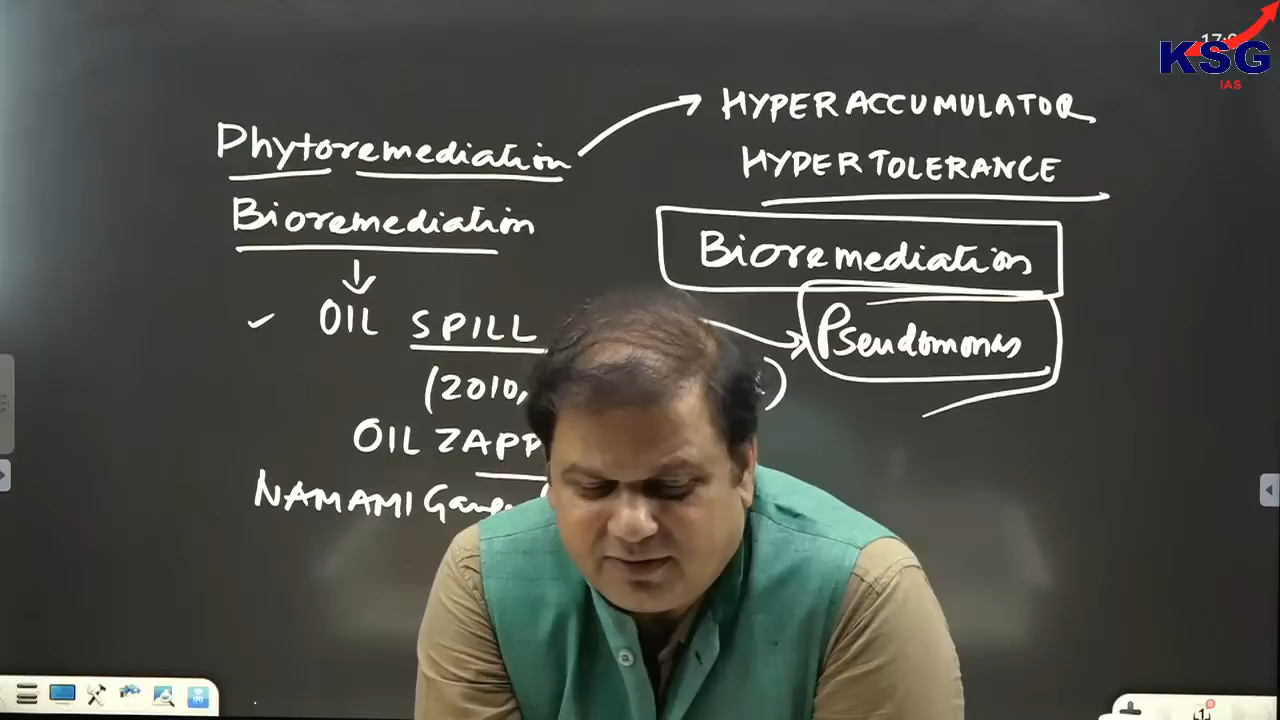 KSG
IAS
Phytoremediation
HYPERACCUMULATOR
HYPERTOLERANCE
Bioremediation
OIL SPILL
(2010,
OIL ZAPP
NAMAMI
Bioremediation
Pseudomonas
)